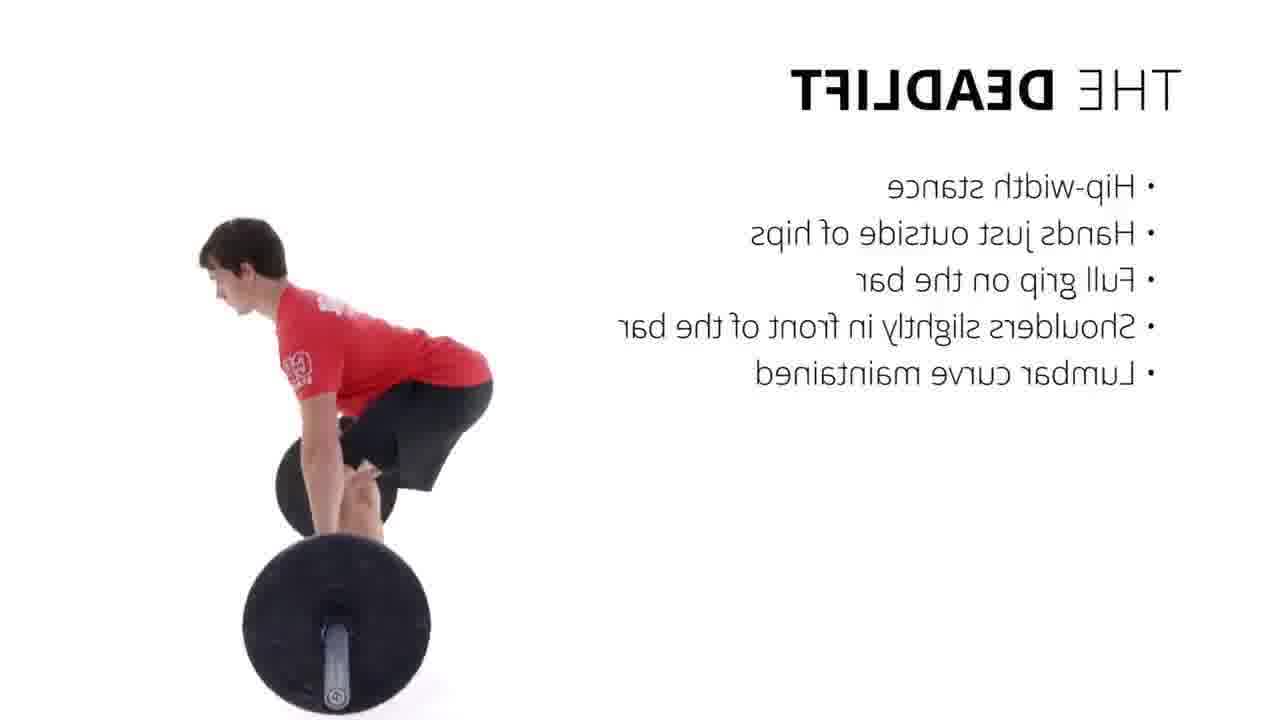 THE DEADLIFT
• Hip-width stance
• Hands just outside of hips
• Full grip on the bar
• Shoulders slightly in front of the bar
• Lumbar curve maintained